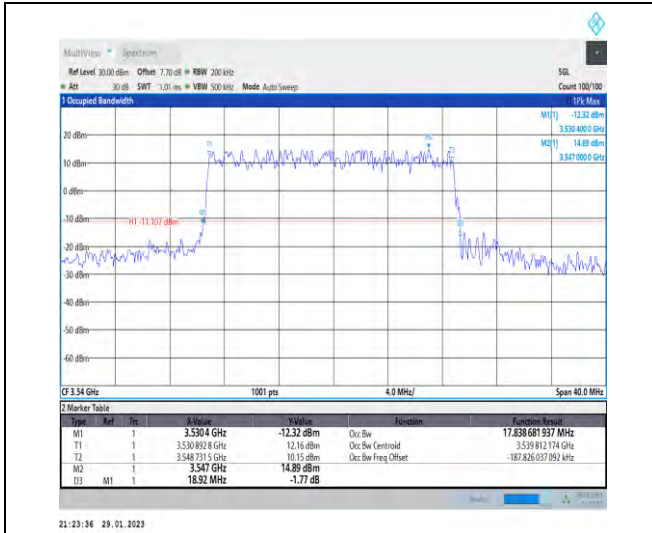 MultiView Spectrum
Ref Level 30.00 dBm Offset 7.70 dB RBW 200 kHz SGL
Att 30 dB SWT 1.01 ms VBW 500 kHz Mode Auto Sweep Count 100/100
1 Occupied Bandwidth 1Pk Max
M1[1] -12.32 dBm
3.530 400 0 GHz
M2[1] 14.89 dBm
3.547 000 0 GHz
M2
T1
T2
20 dBm
10 dBm
0 dBm
-10 dBm
H1 -11.107 dBm
-20 dBm
-30 dBm
-40 dBm
-50 dBm
-60 dBm
CF 3.54 GHz 1001 pts 4.0 MHz/ Span 40.0 MHz
2 Marker Table
Type Ref Trc X-Value Y-Value Function Function Result
M1 1 3.530 4 GHz -12.32 dBm Occ Bw 17.838 681 937 MHz
T1 1 3.530 892 8 GHz 12.16 dBm Occ Bw Centroid 3.539 812 174 GHz
T2 1 3.548 731 5 GHz 10.15 dBm Occ Bw Freq Offset -187.826 037 092 kHz
M2 1 3.547 GHz 14.89 dBm
D3 M1 1 18.92 MHz -1.77 dB
21:23:36 29.01.2023